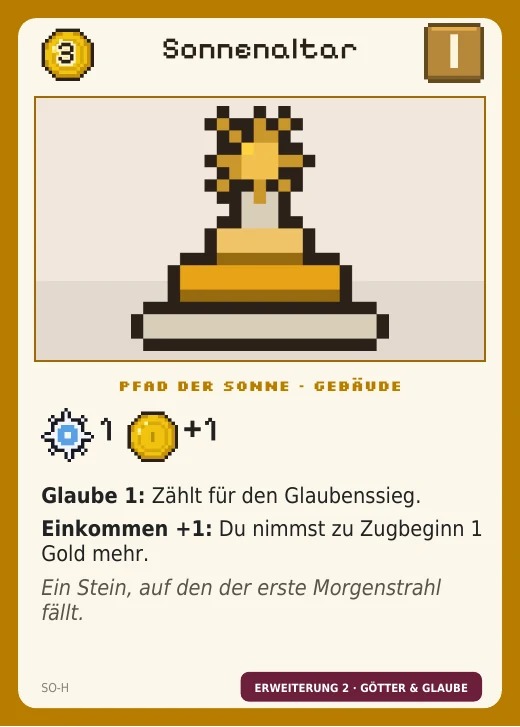 3
Sonnenaltar
I
PFAD DER SONNE · GEBÄUDE
1
+1
Glaube 1: Zählt für den Glaubenssieg.
Einkommen +1: Du nimmst zu Zugbeginn 1
Gold mehr.
Ein Stein, auf den der erste Morgenstrahl
fällt.
SO-H
ERWEITERUNG 2 · GÖTTER & GLAUBE